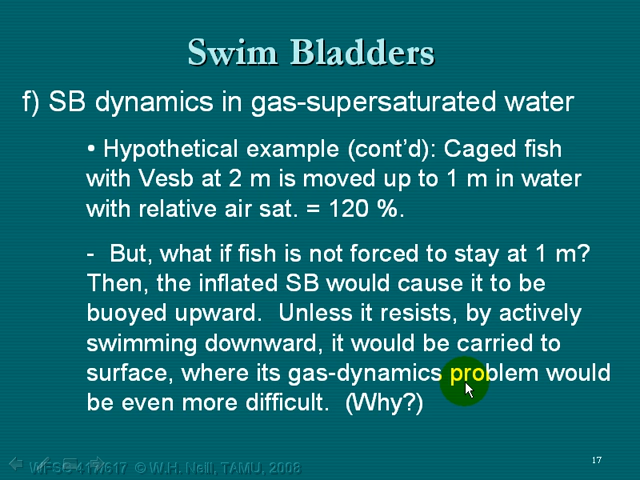 Swim Bladders
f) SB dynamics in gas-supersaturated water
• Hypothetical example (cont'd): Caged fish
with Vesb at 2 m is moved up to 1 m in water
with relative air sat. = 120 %.
- But, what if fish is not forced to stay at 1 m?
Then, the inflated SB would cause it to be
buoyed upward. Unless it resists, by actively
swimming downward, it would be carried to
surface, where its gas-dynamics problem would
be even more difficult. (Why?)
17
WFSC-417/617 © W.H. Neill, TAMU, 2008